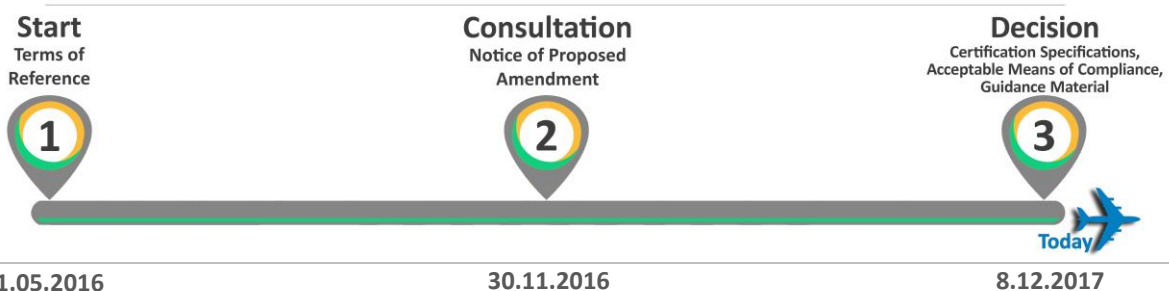 Start
Terms of
Reference
Consultation
Notice of Proposed
Amendment
Decision
Certification Specifications,
Acceptable Means of Compliance,
Guidance Material
1
2
3
Today
1.05.2016
30.11.2016
8.12.2017